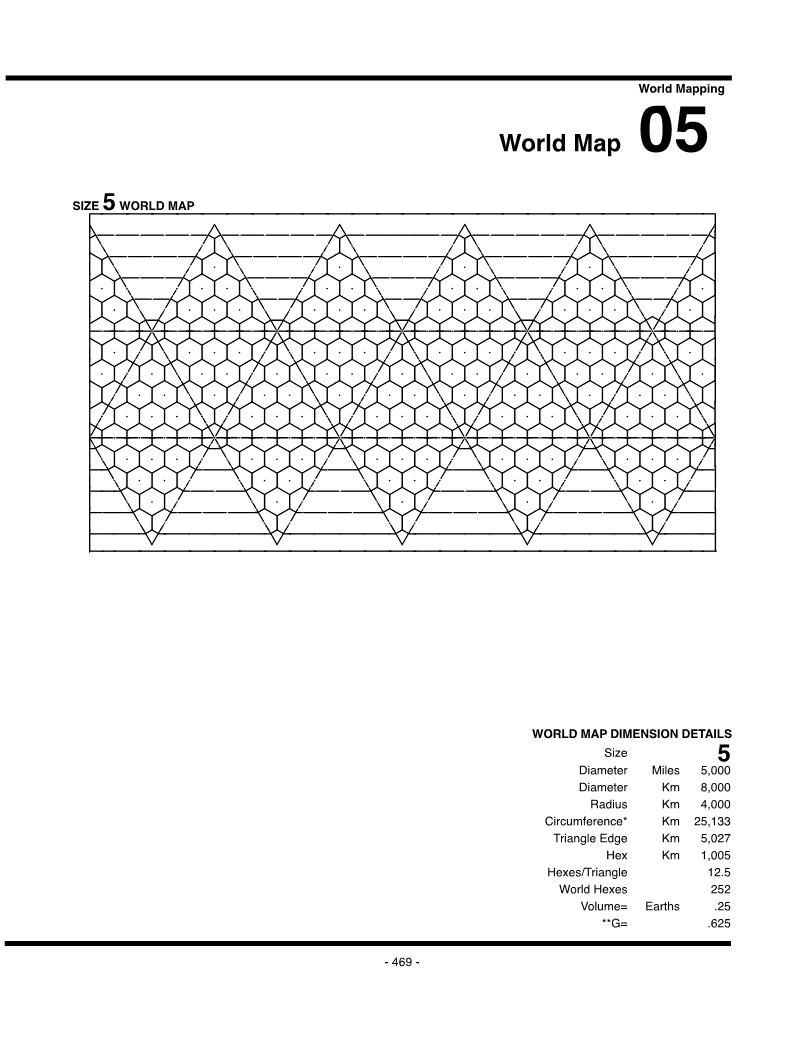 World Mapping
World Map 05
SIZE 5 WORLD MAP
WORLD MAP DIMENSION DETAILS
Size 5
Diameter Miles 5,000
Diameter Km 8,000
Radius Km 4,000
Circumference* Km 25,133
Triangle Edge Km 5,027
Hex Km 1,005
Hexes/Triangle 12.5
World Hexes 252
Volume= Earths .25
**G= .625
- 469 -